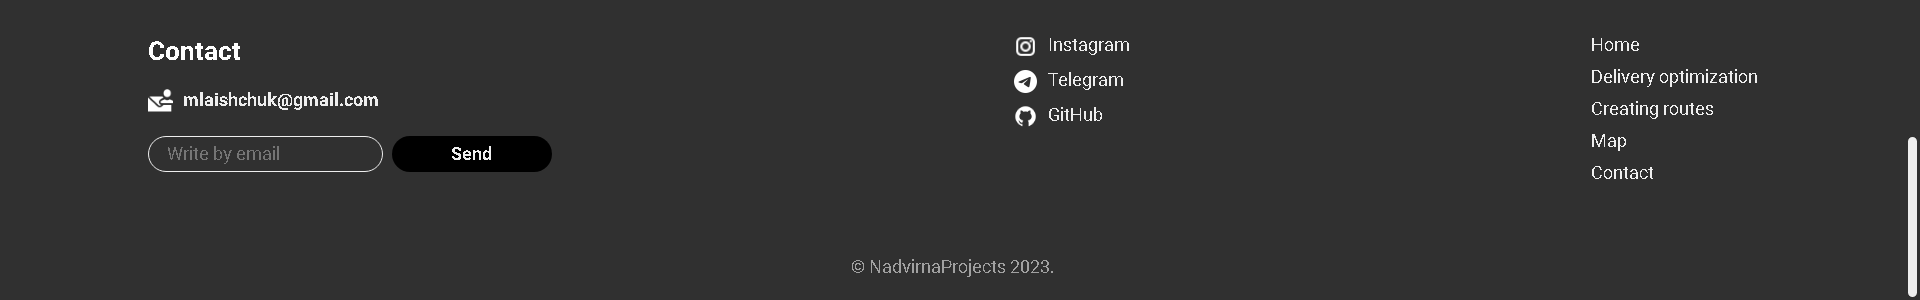 Contact
mlaishchuk@gmail.com
Write by email
Send
Instagram
Telegram
GitHub
Home
Delivery optimization
Creating routes
Map
Contact
© NadvirnaProjects 2023.